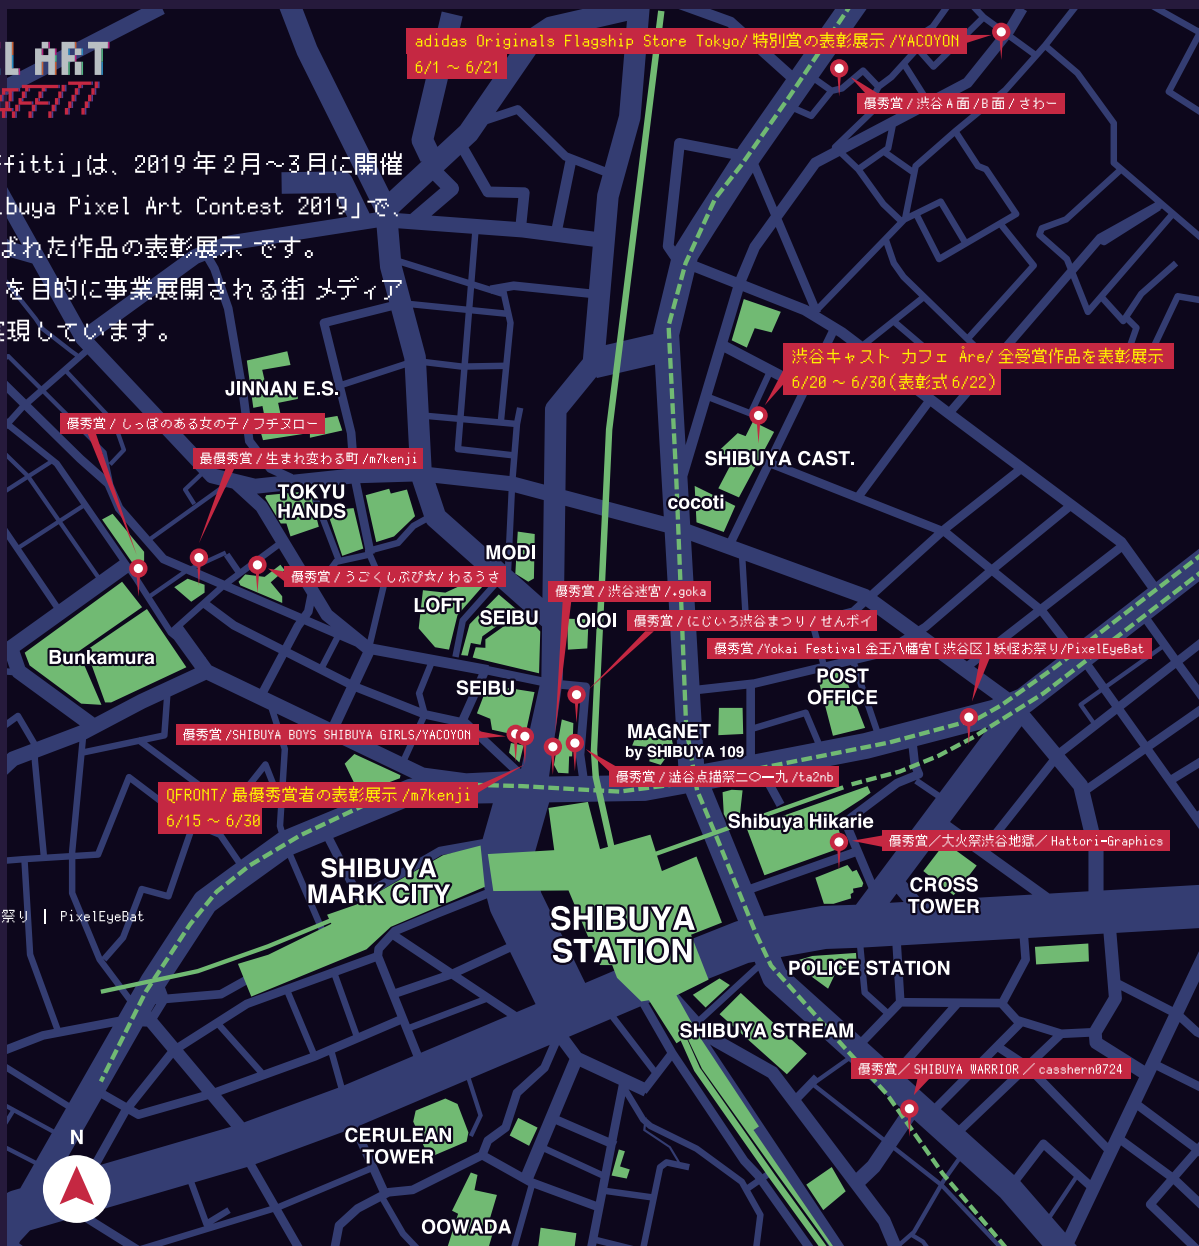 L ART
adidas Originals Flagship Store Tokyo/ 特別賞の表彰展示 /YACOYON
6/1 ～ 6/21
優秀賞 / 渋谷A面/B面 / さわー
ffitti」は、2019年2月～3月に開催
buya Pixel Art Contest 2019」で、
ばれた作品の表彰展示 です。
を目的に事業展開される街 メディア
実現しています。
渋谷キャスト カフェ Åre/ 全受賞作品を表彰展示
6/20 ～ 6/30(表彰式 6/22)
JINNAN E.S.
優秀賞 / しっぽのある女の子 / フチヌロー
最優秀賞 / 生まれ変わる町 /m7kenji
SHIBUYA CAST.
TOKYU
HANDS
cocoti
MODI
優秀賞 / うごくしぶぴ☆/ わるうさ
優秀賞 / 渋谷迷宮 /.goka
LOFT
SEIBU
OIOI
優秀賞 / にじいろ渋谷まつり / せんボイ
優秀賞 /Yokai Festival 金王八幡宮 [ 渋谷区 ] 妖怪お祭り/PixelEyeBat
Bunkamura
SEIBU
POST
OFFICE
優秀賞 /SHIBUYA BOYS SHIBUYA GIRLS/YACOYON
MAGNET
by SHIBUYA 109
優秀賞 / 澁谷点描祭二〇一九 /ta2nb
QFRONT/ 最優秀賞者の表彰展示 /m7kenji
6/15 ～ 6/30
Shibuya Hikarie
優秀賞／大火祭渋谷地獄／ Hattori-Graphics
SHIBUYA
MARK CITY
CROSS
TOWER
祭り | PixelEyeBat
SHIBUYA
STATION
POLICE STATION
SHIBUYA STREAM
優秀賞／ SHIBUYA WARRIOR ／ casshern0724
N
CERULEAN
TOWER
OOWADA